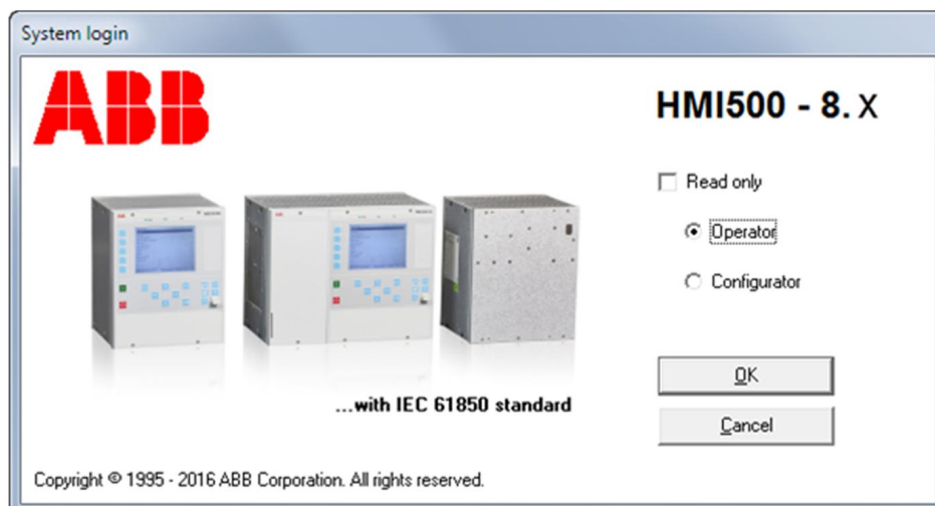 System login
ABB
HMI500 - 8. x
Read only
Operator
Configurator
...with IEC 61850 standard
OK
Cancel
Copyright © 1995 - 2016 ABB Corporation. All rights reserved.